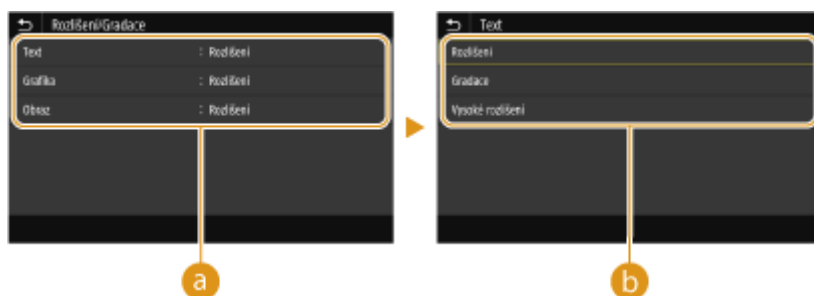 Rozlišení/Gradace
Text : Rozlišení
Grafika : Rozlišení
Obraz : Rozlišení
a
Text
Rozlišení
Gradace
Vysoké rozlišení
b